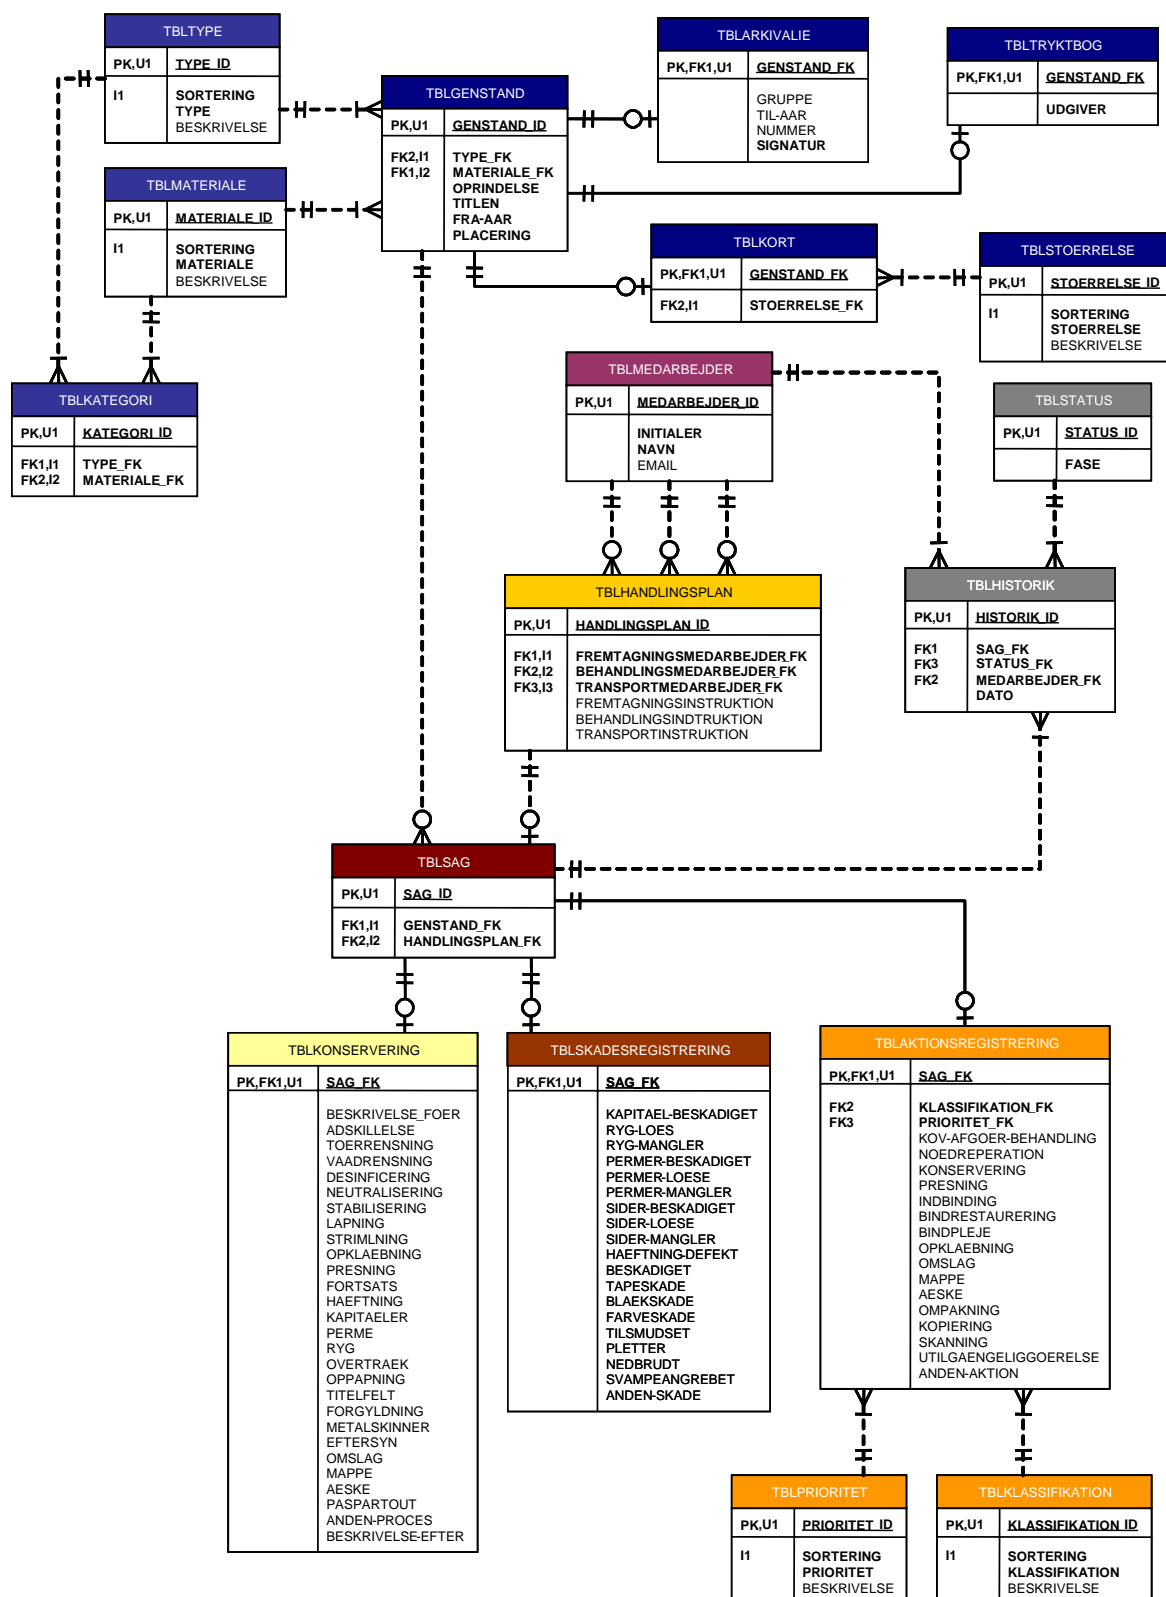 TBLTYPE
PK,U1 TYPE_ID
I1 SORTERING
TYPE
BESKRIVELSE
TBLMATERIALE
PK,U1 MATERIALE_ID
I1 SORTERING
MATERIALE
BESKRIVELSE
TBLKATEGORI
PK,U1 KATEGORI_ID
FK1,I1 TYPE_FK
FK2,I2 MATERIALE_FK
TBLGENSTAND
PK,U1 GENSTAND_ID
FK2,I1 TYPE_FK
FK1,I2 MATERIALE_FK
OPRINDELSE
TITLEN
FRA-AAR
PLACERING
TBLARKIVALIE
PK,FK1,U1 GENSTAND_FK
GRUPPE
TIL-AAR
NUMMER
SIGNATUR
TBLTRYKTBOG
PK,FK1,U1 GENSTAND_FK
UDGIVER
TBLKORT
PK,FK1,U1 GENSTAND_FK
FK2,I1 STOERRELSE_FK
TBLSTOERRELSE
PK,U1 STOERRELSE_ID
I1 SORTERING
STOERRELSE
BESKRIVELSE
TBLMEDARBEJDER
PK,U1 MEDARBEJDER_ID
INITIALER
NAVN
EMAIL
TBLSTATUS
PK,U1 STATUS_ID
FASE
TBLHANDLINGSPLAN
PK,U1 HANDLINGSPLAN_ID
FK1,I1 FREMTAGNINGSMEDARBEJDER_FK
FK2,I2 BEHANDLINGSMEDARBEJDER_FK
FK3,I3 TRANSPORTMEDARBEJDER_FK
FREMTAGNINGSINSTRUKTION
BEHANDLINGSINDTRUKTION
TRANSPORTINSTRUKTION
TBLHISTORIK
PK,U1 HISTORIK_ID
FK1 SAG_FK
FK3 STATUS_FK
FK2 MEDARBEJDER_FK
DATO
TBLSAG
PK,U1 SAG_ID
FK1,I1 GENSTAND_FK
FK2,I2 HANDLINGSPLAN_FK
TBLKONSERVERING
PK,FK1,U1 SAG_FK
BESKRIVELSE_FOER
ADSKILLELSE
TOERRENSNING
VAADRENSNING
DESINFICERING
NEUTRALISERING
STABILISERING
LAPNING
STRIMLNING
OPKLAEBNING
PRESNING
FORTSATS
HAEFTNING
KAPITAELER
PERME
RYG
OVERTRAEK
OPPAPNING
TITELFELT
FORGYLDNING
METALSKINNER
EFTERSYN
OMSLAG
MAPPE
AESKE
PASPARTOUT
ANDEN-PROCES
BESKRIVELSE-EFTER
TBLSKADESREGISTRERING
PK,FK1,U1 SAG_FK
KAPITAEL-BESKADIGET
RYG-LOES
RYG-MANGLER
PERMER-BESKADIGET
PERMER-LOESE
PERMER-MANGLER
SIDER-BESKADIGET
SIDER-LOESE
SIDER-MANGLER
HAEFTNING-DEFEKT
BESKADIGET
TAPESKADE
BLAEKSKADE
FARVESKADE
TILSMUDSET
PLETTER
NEDBRUDT
SVAMPEANGREBET
ANDEN-SKADE
TBLAKTIONSREGISTRERING
PK,FK1,U1 SAG_FK
FK2 KLASSIFIKATION_FK
FK3 PRIORITET_FK
KOV-AFGOER-BEHANDLING
NOEDREPERATION
KONSERVERING
PRESNING
INDBINDING
BINDRESTAURERING
BINDPLEJE
OPKLAEBNING
OMSLAG
MAPPE
AESKE
OMPAKNING
KOPIERING
SKANNING
UTILGAENGELIGGOERELSE
ANDEN-AKTION
TBLPRIORITET
PK,U1 PRIORITET_ID
I1 SORTERING
PRIORITET
BESKRIVELSE
TBLKLASSIFIKATION
PK,U1 KLASSIFIKATION_ID
I1 SORTERING
KLASSIFIKATION
BESKRIVELSE